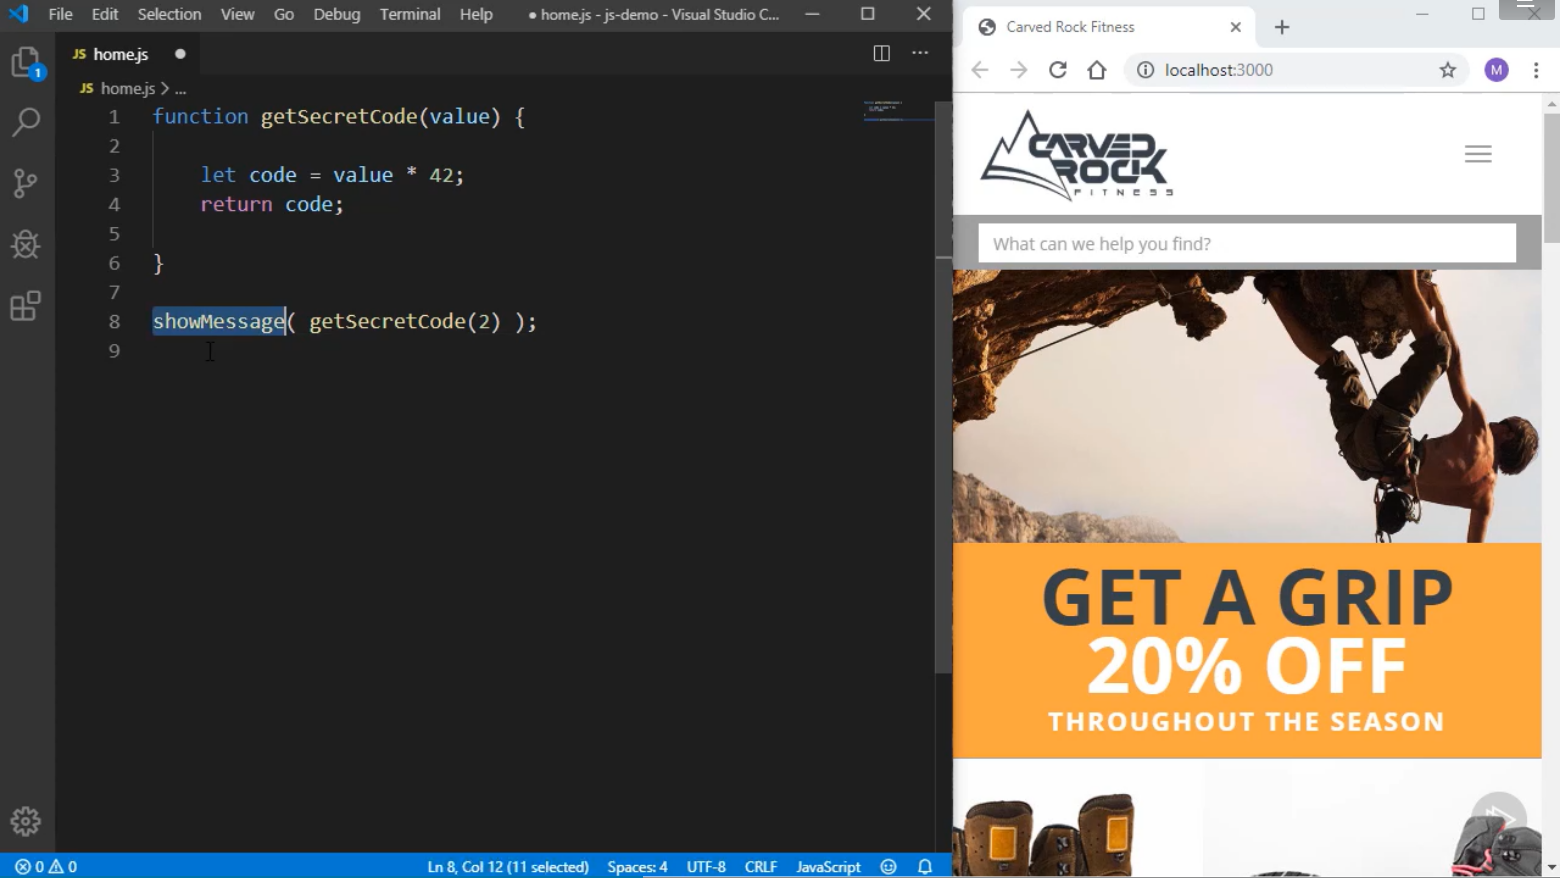 File Edit Selection View Go Debug Terminal Help ● home.js - js-demo - Visual Studio C...
JS home.js
JS home.js > ...
1 function getSecretCode(value) {
2
3 let code = value * 42;
4 return code;
5
6 }
7
8 showMessage( getSecretCode(2) );
9
1
0 0 Ln 8, Col 12 (11 selected) Spaces: 4 UTF-8 CRLF JavaScript
Carved Rock Fitness
localhost:3000
M
CARVED
ROCK
FITNESS
What can we help you find?
GET A GRIP
20% OFF
THROUGHOUT THE SEASON